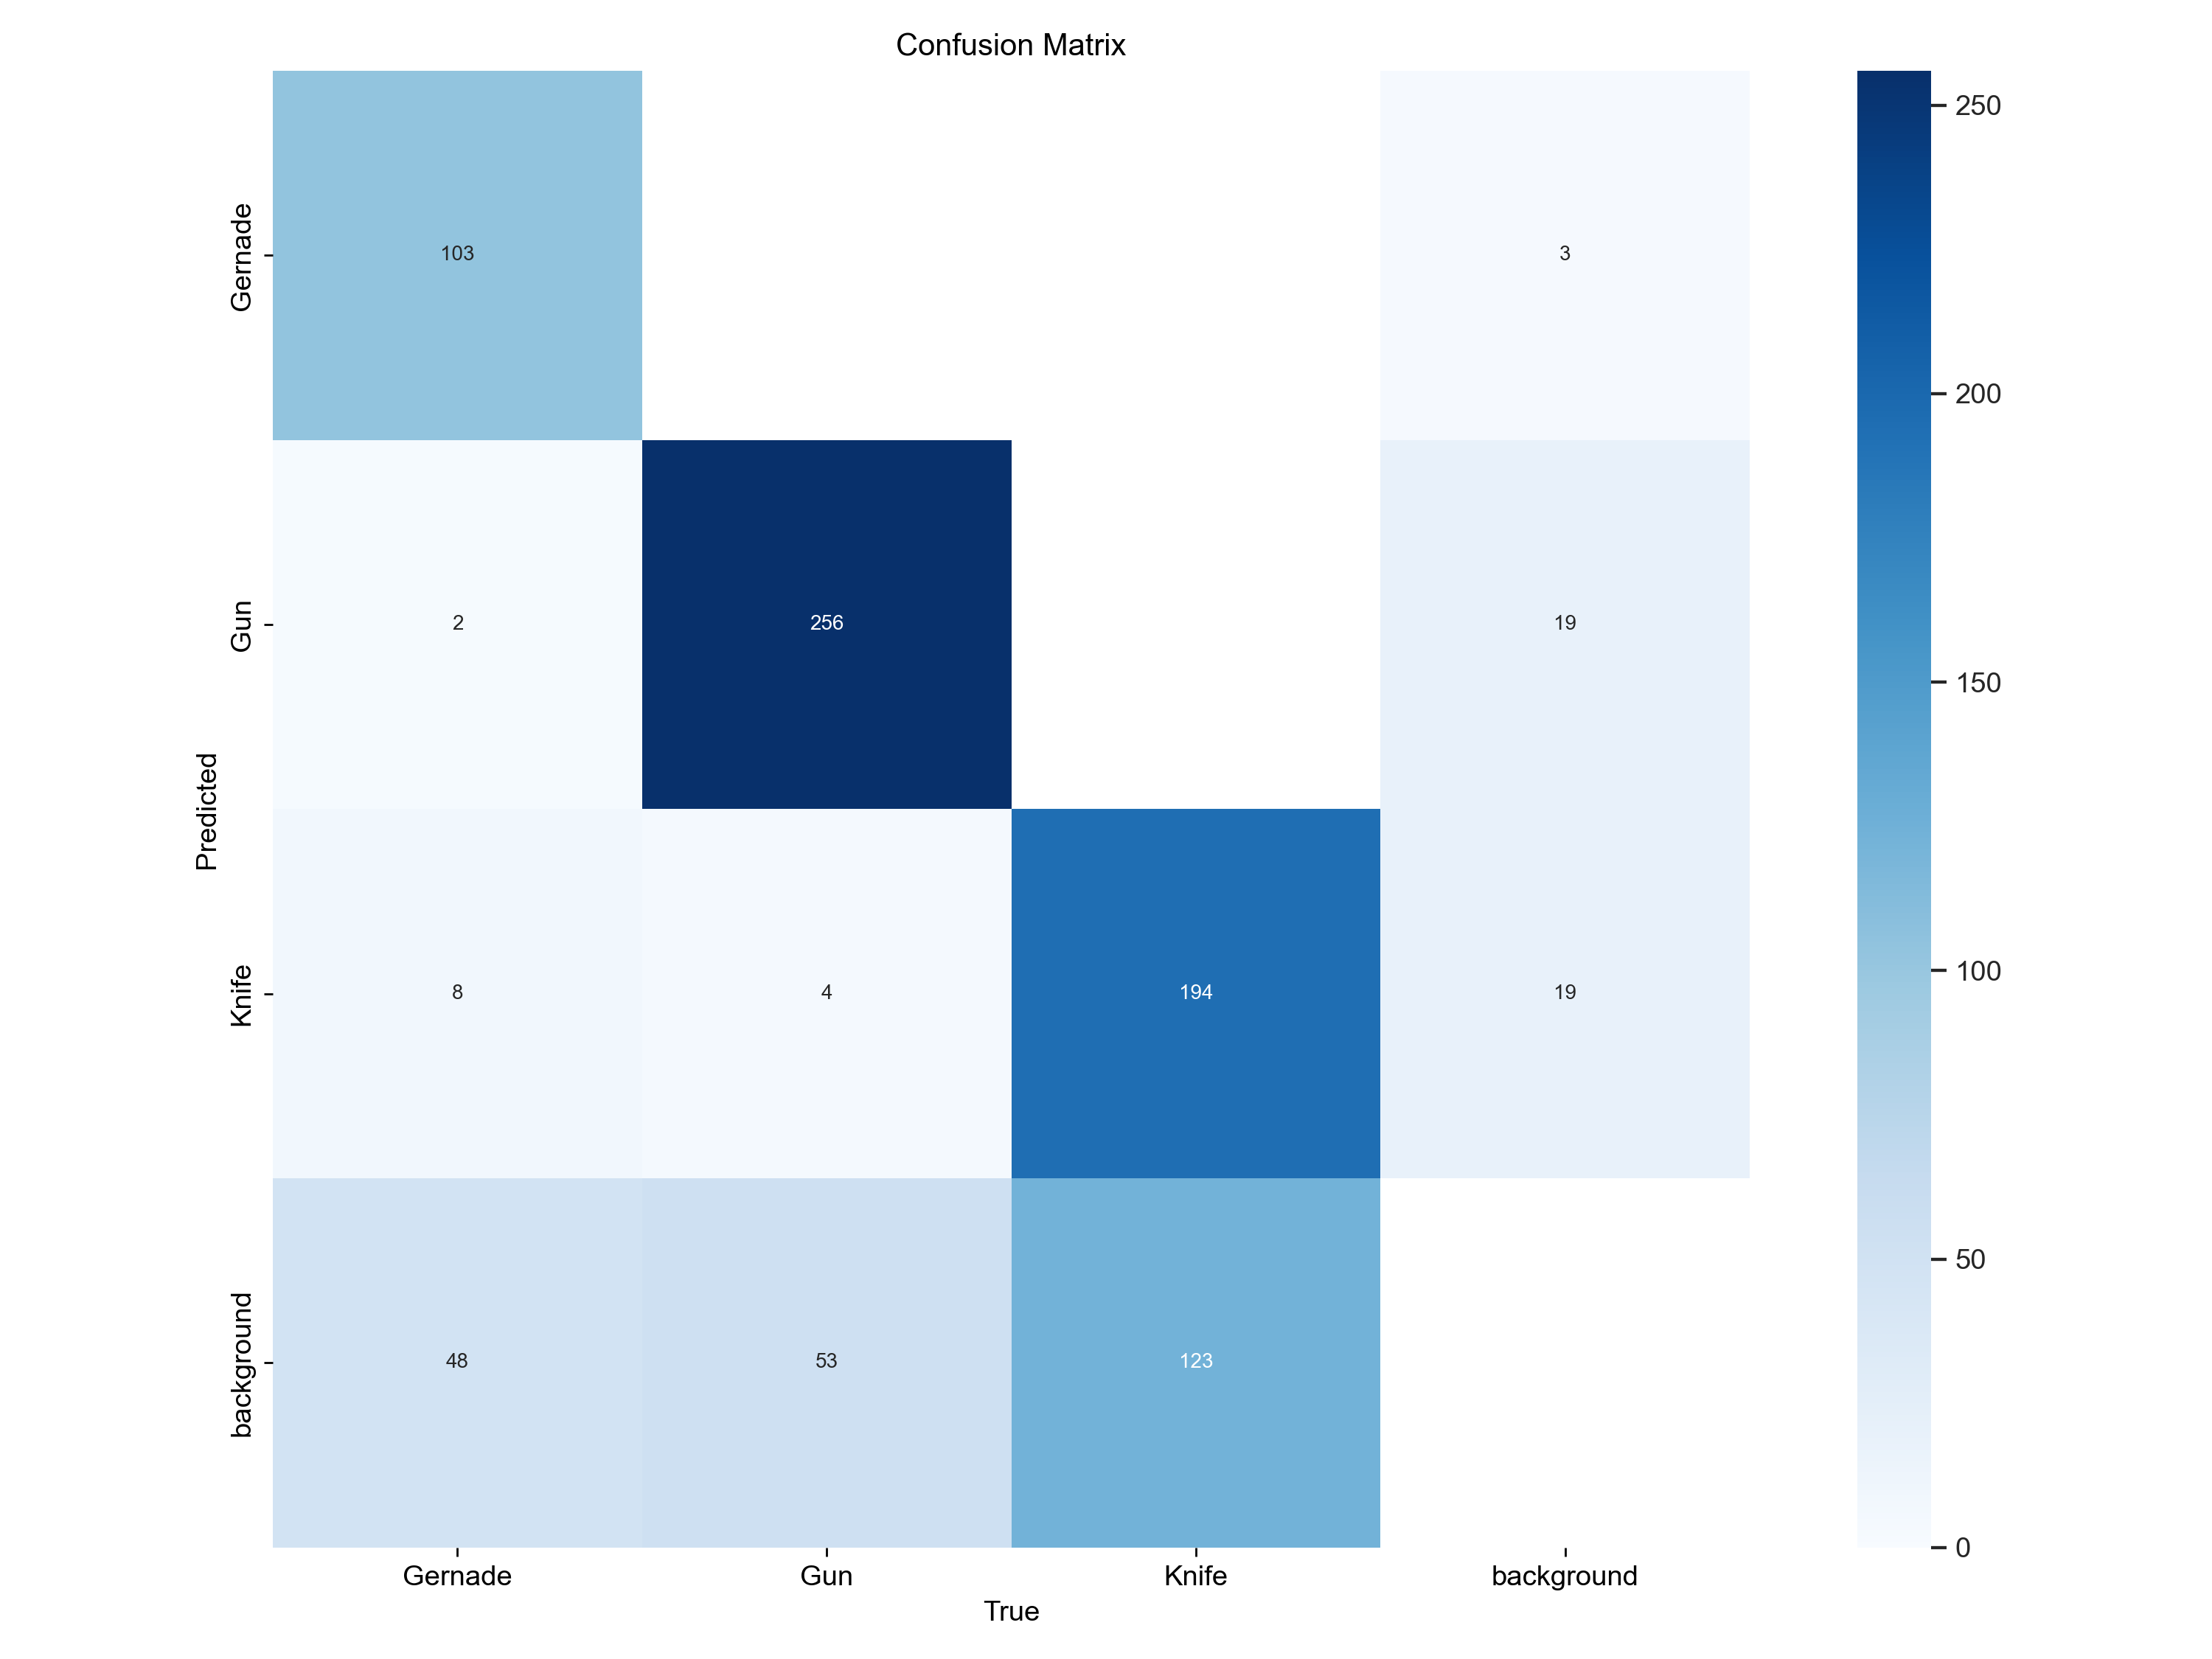 Confusion Matrix
Gernade
103
3
250
200
Gun
2
256
19
150
Predicted
Knife
8
4
194
19
100
background
48
53
123
50
0
Gernade
Gun
Knife
background
True